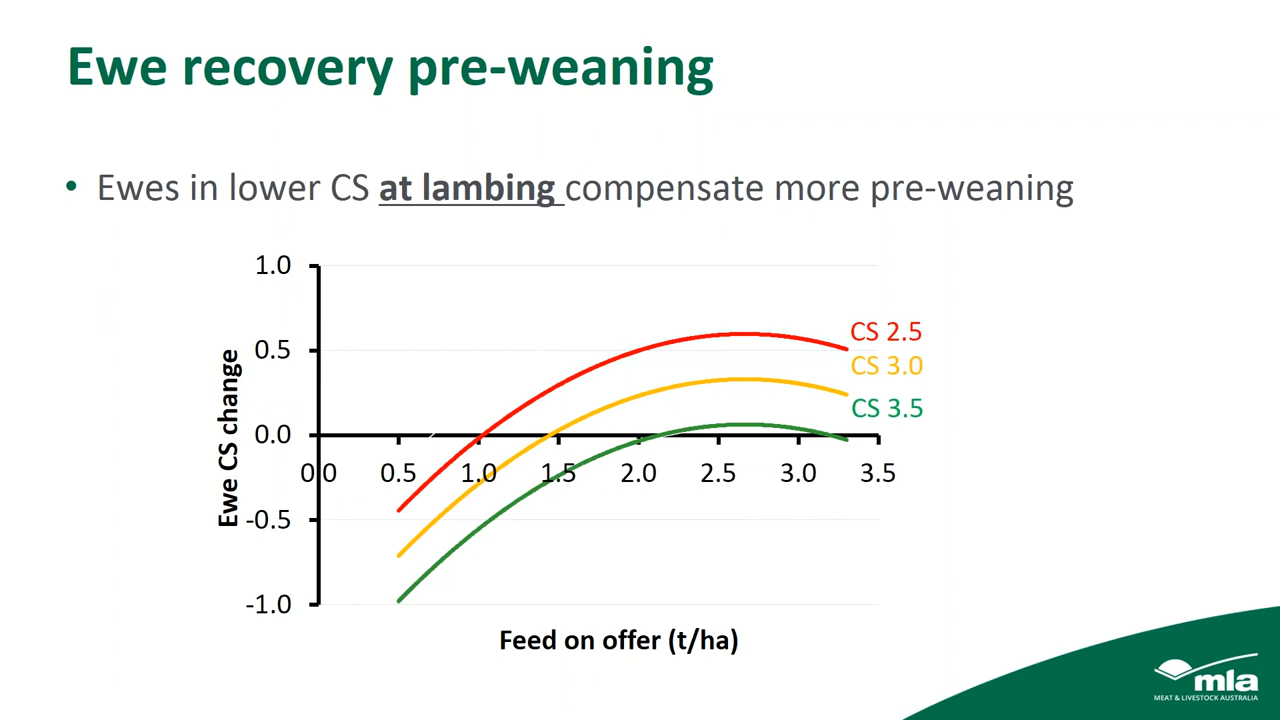 Ewe recovery pre-weaning
• Ewes in lower CS at lambing compensate more pre-weaning
1.0
0.5
0.0
-0.5
-1.0
Ewe CS change
CS 2.5
CS 3.0
CS 3.5
0.0 0.5 1.0 1.5 2.0 2.5 3.0 3.5
Feed on offer (t/ha)
mla
MEAT & LIVESTOCK AUSTRALIA